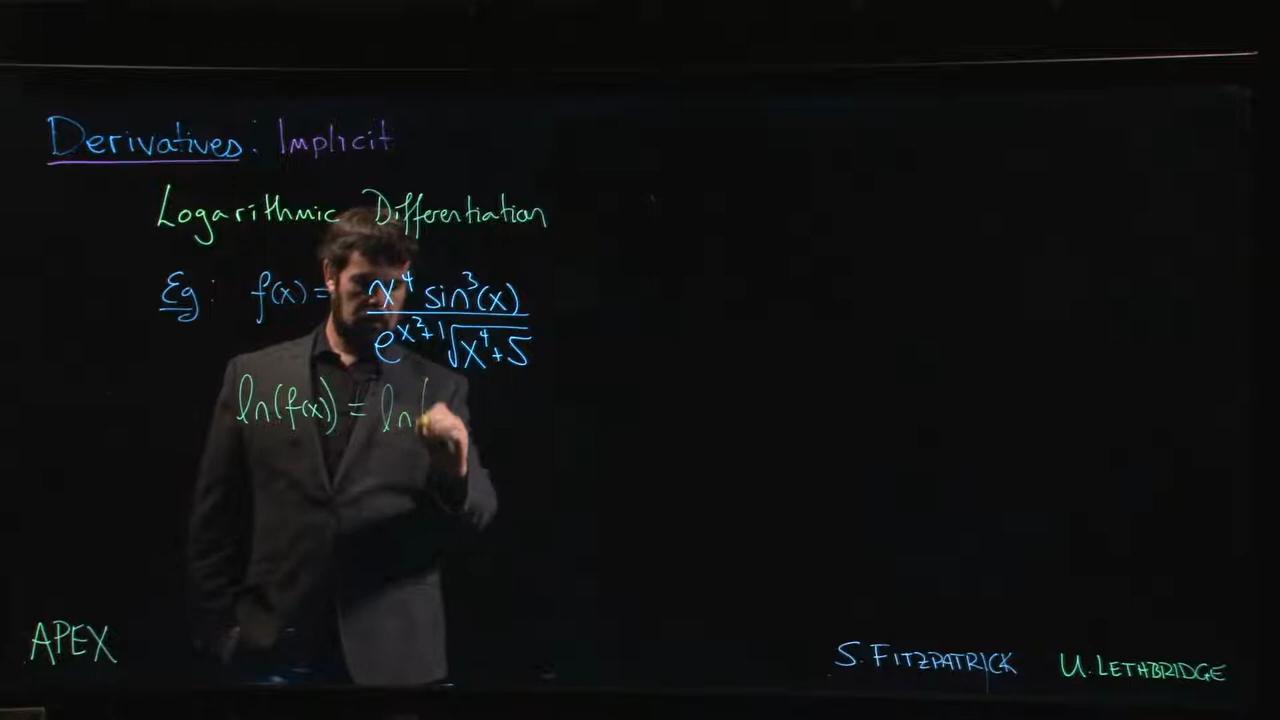 Derivatives: Implicit
Logarithmic Differentiation
Eg: f(x) = x⁴ sin³(x) / e^(x²+1) √(x⁴+5)
ln(f(x)) = ln(
APEX
S. FITZPATRICK U. LETHBRIDGE